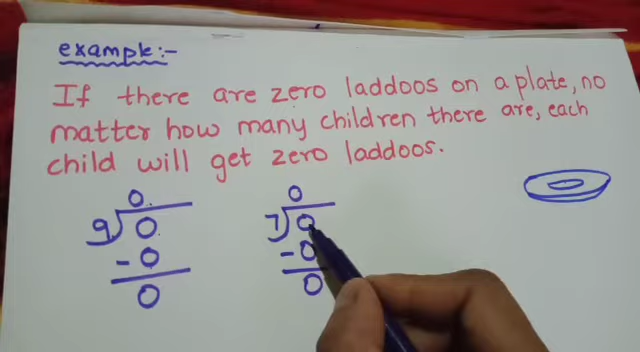 example:-
If there are zero laddoos on a plate, no
matter how many children there are, each
child will get zero laddoos.
0 0
9)0 7)0
-0 -0
0 0